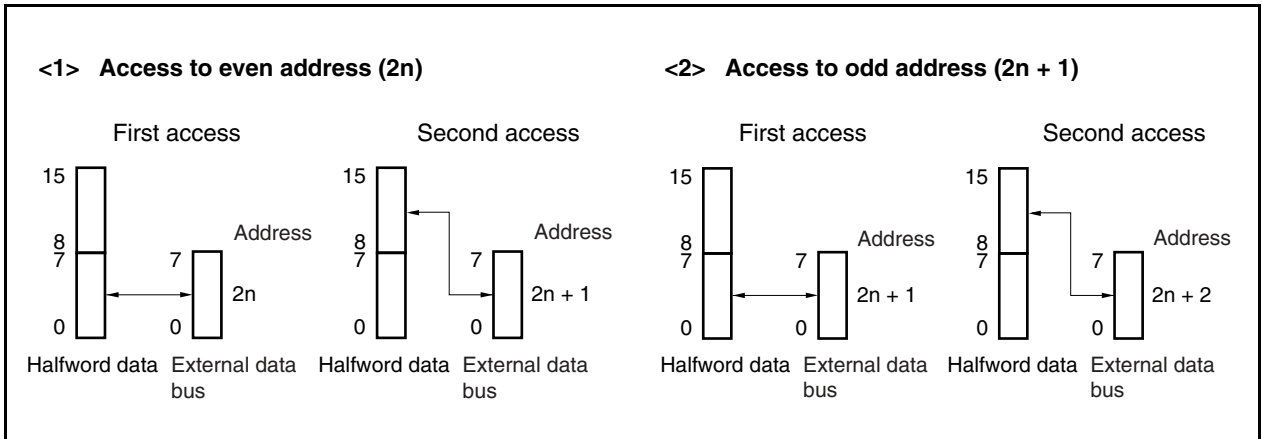 <1> Access to even address (2n)
First access
15
8
7
0
Halfword data
7
0
External data
bus
Address
2n
Second access
15
8
7
0
Halfword data
7
0
External data
bus
Address
2n + 1
<2> Access to odd address (2n + 1)
First access
15
8
7
0
Halfword data
7
0
External data
bus
Address
2n + 1
Second access
15
8
7
0
Halfword data
7
0
External data
bus
Address
2n + 2